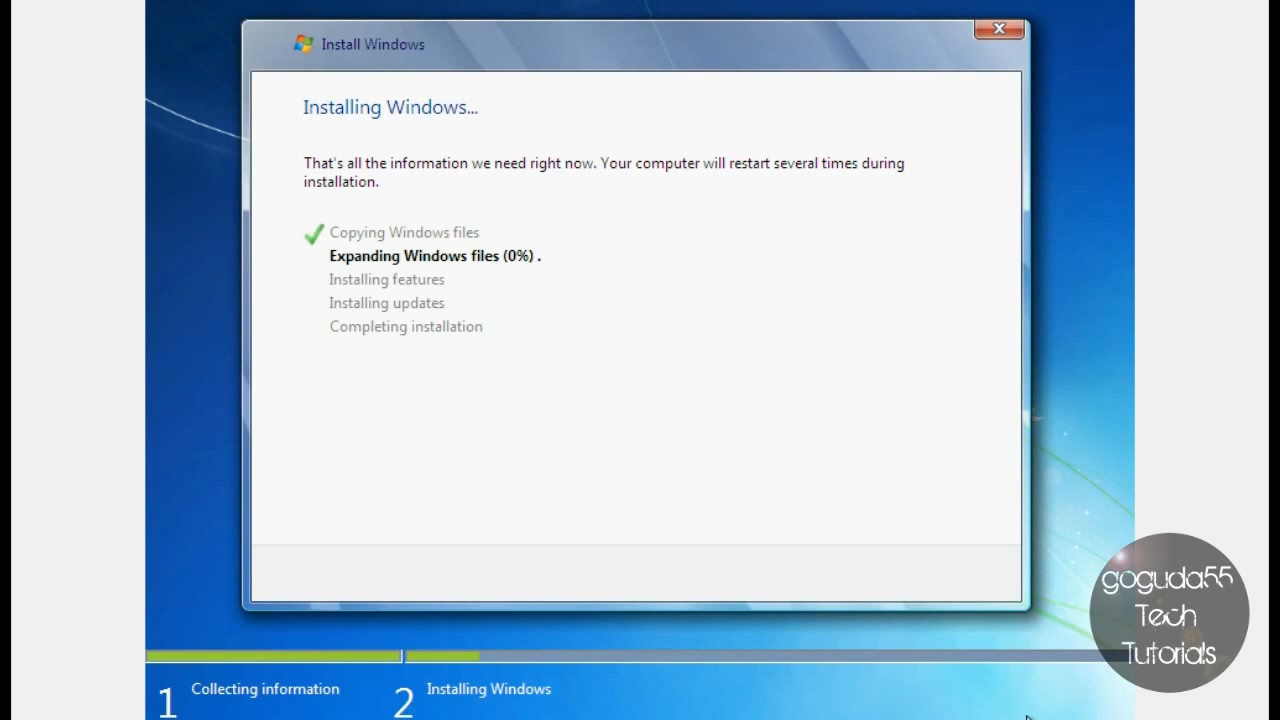 Install Windows
Installing Windows...
That's all the information we need right now. Your computer will restart several times during
installation.
Copying Windows files
Expanding Windows files (0%) .
Installing features
Installing updates
Completing installation
goguda55
Tech
Tutorials
1 Collecting information
2 Installing Windows